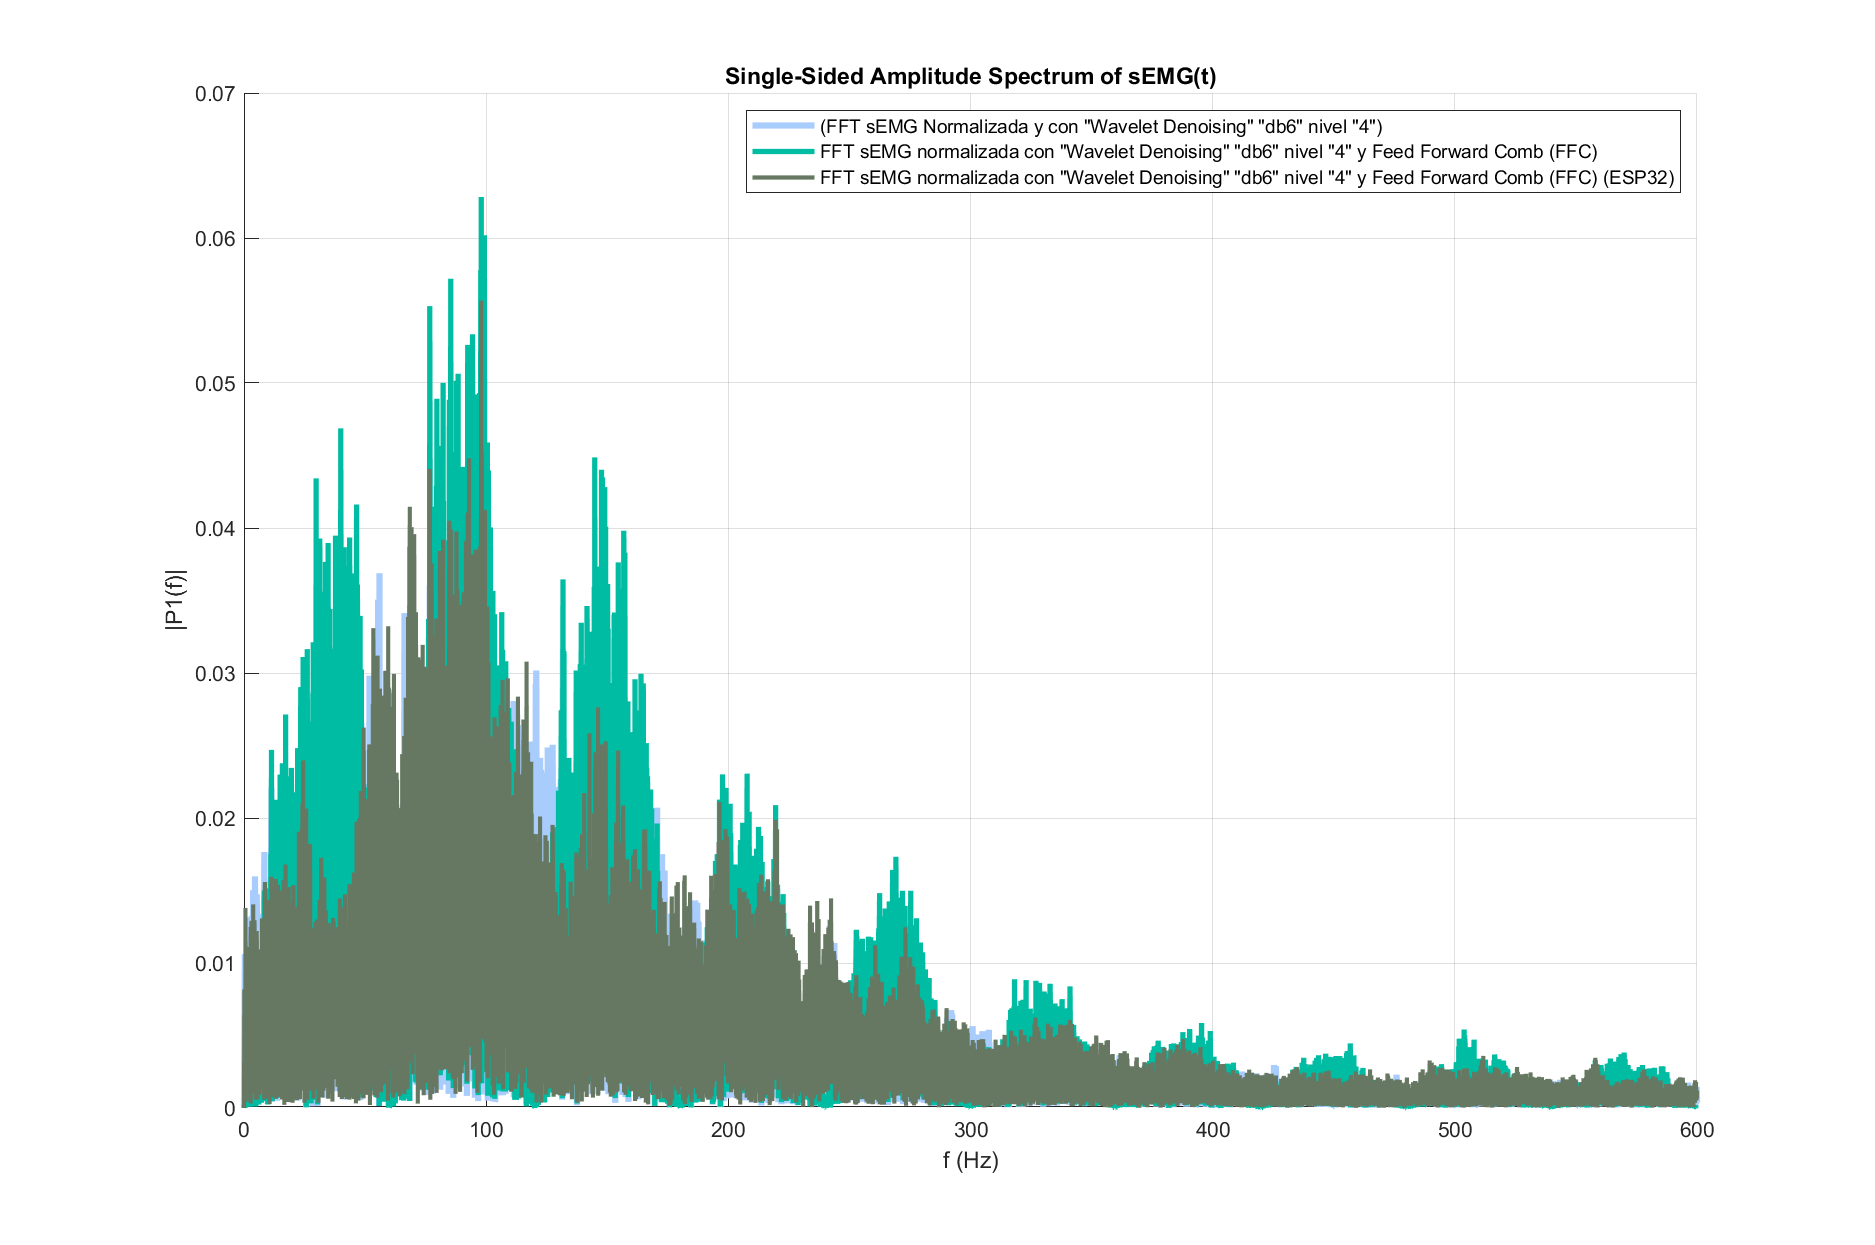 Single-Sided Amplitude Spectrum of sEMG(t)
(FFT sEMG Normalizada y con "Wavelet Denoising" "db6" nivel "4")
FFT sEMG normalizada con "Wavelet Denoising" "db6" nivel "4" y Feed Forward Comb (FFC)
FFT sEMG normalizada con "Wavelet Denoising" "db6" nivel "4" y Feed Forward Comb (FFC) (ESP32)
|P1(f)|
0.07
0.06
0.05
0.04
0.03
0.02
0.01
0
0 100 200 300 400 500 600
f (Hz)